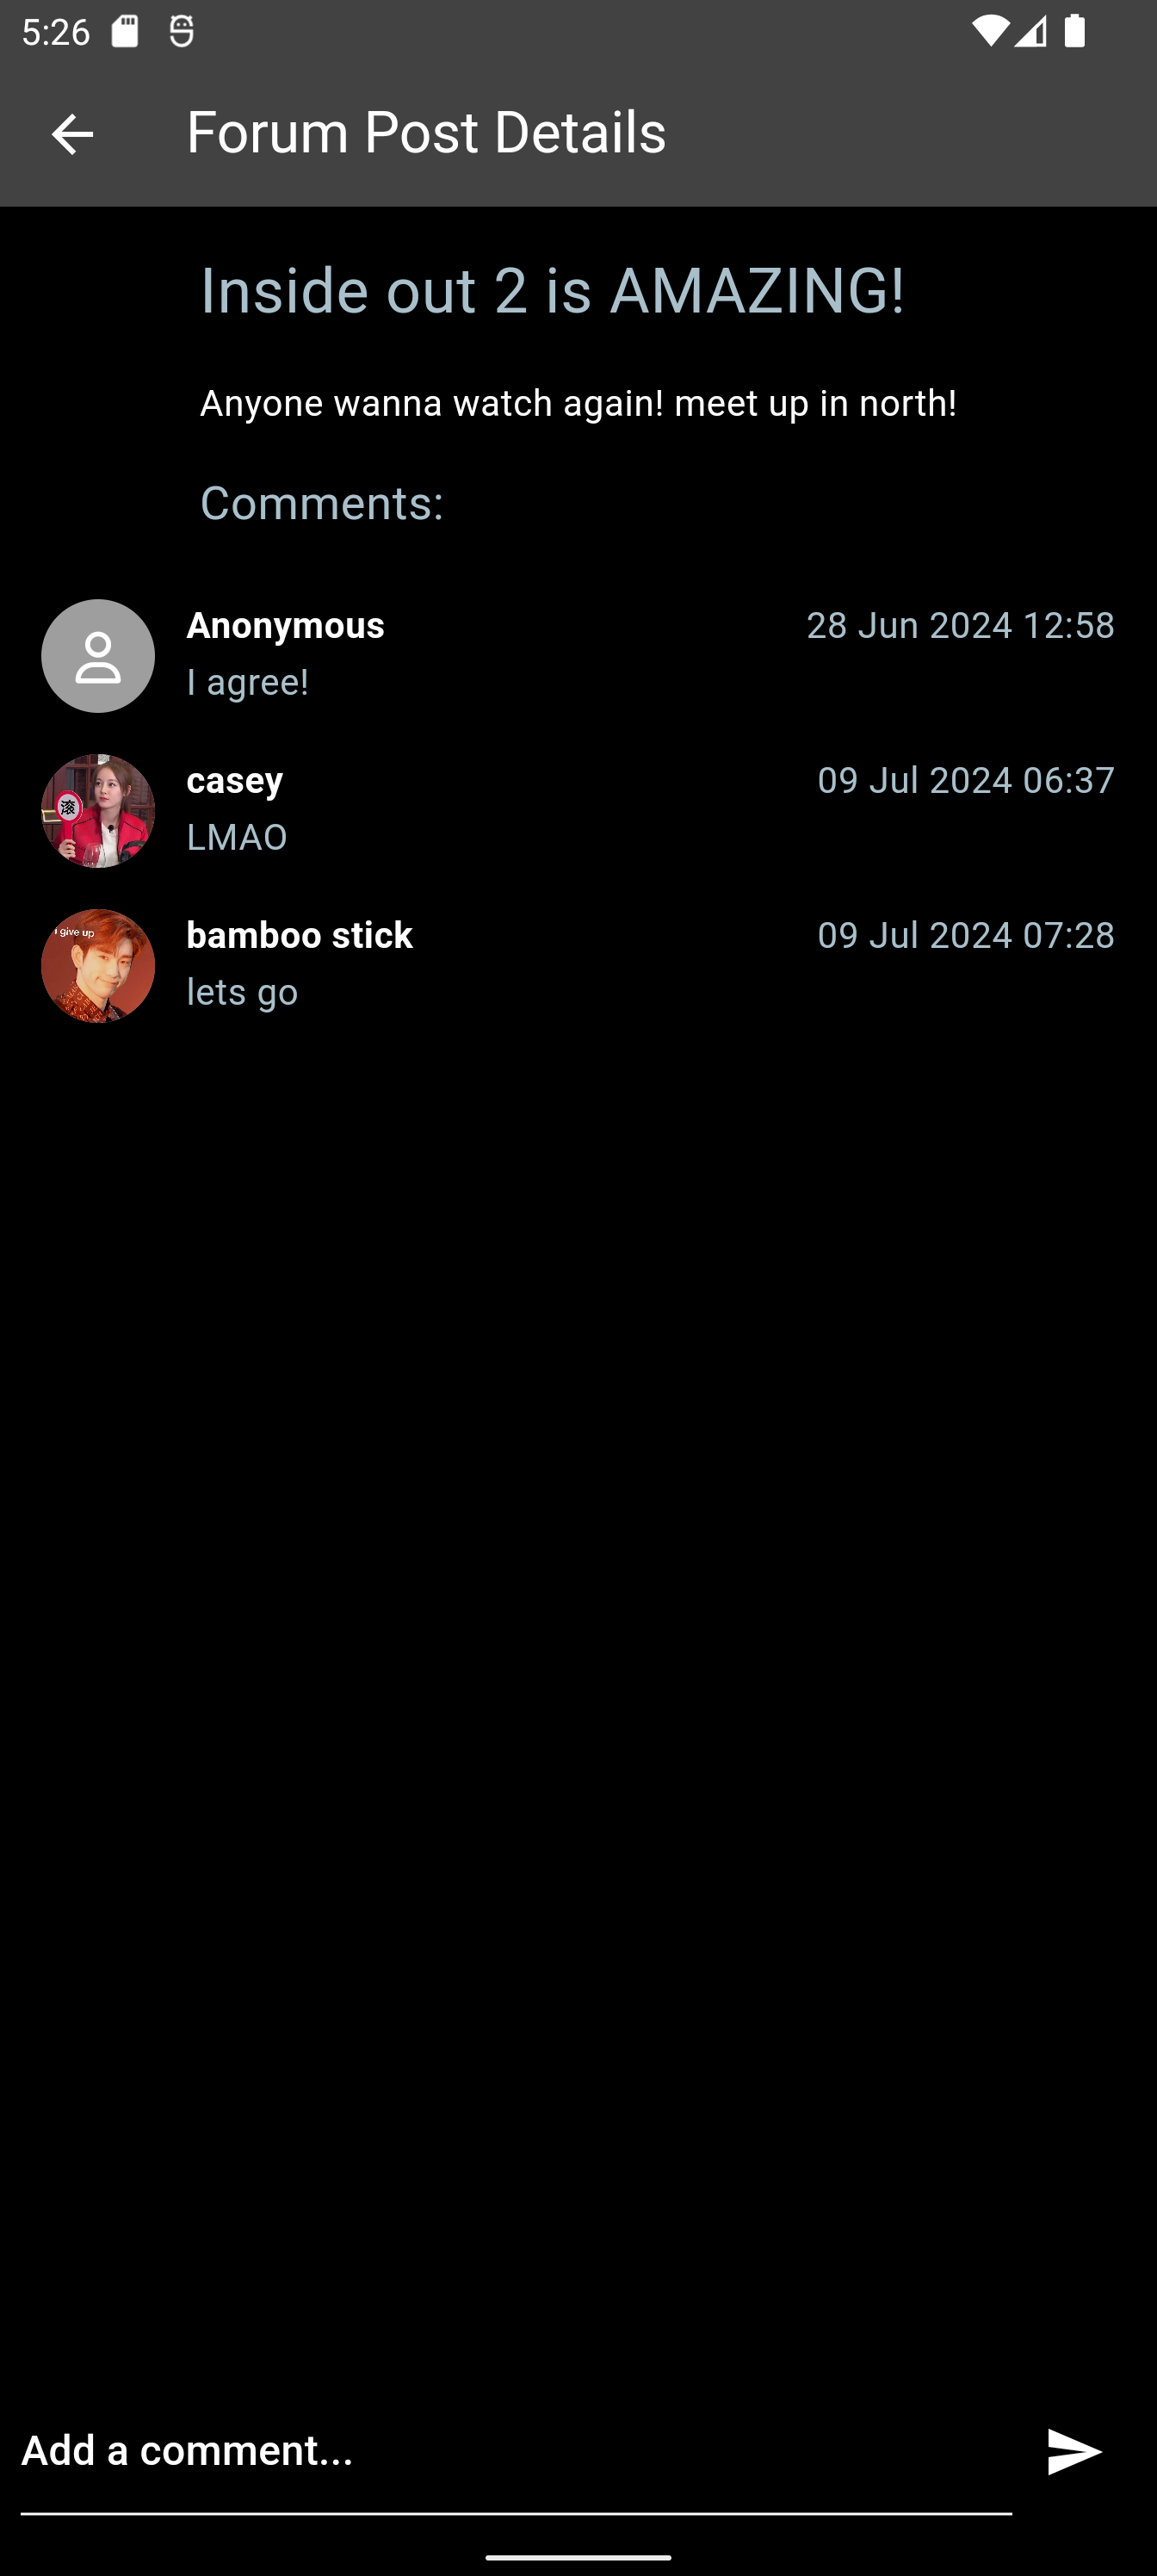 5:26
Forum Post Details
Inside out 2 is AMAZING!
Anyone wanna watch again! meet up in north!
Comments:
Anonymous 28 Jun 2024 12:58
I agree!
casey 09 Jul 2024 06:37
滚
LMAO
I give up
bamboo stick 09 Jul 2024 07:28
lets go
Add a comment...